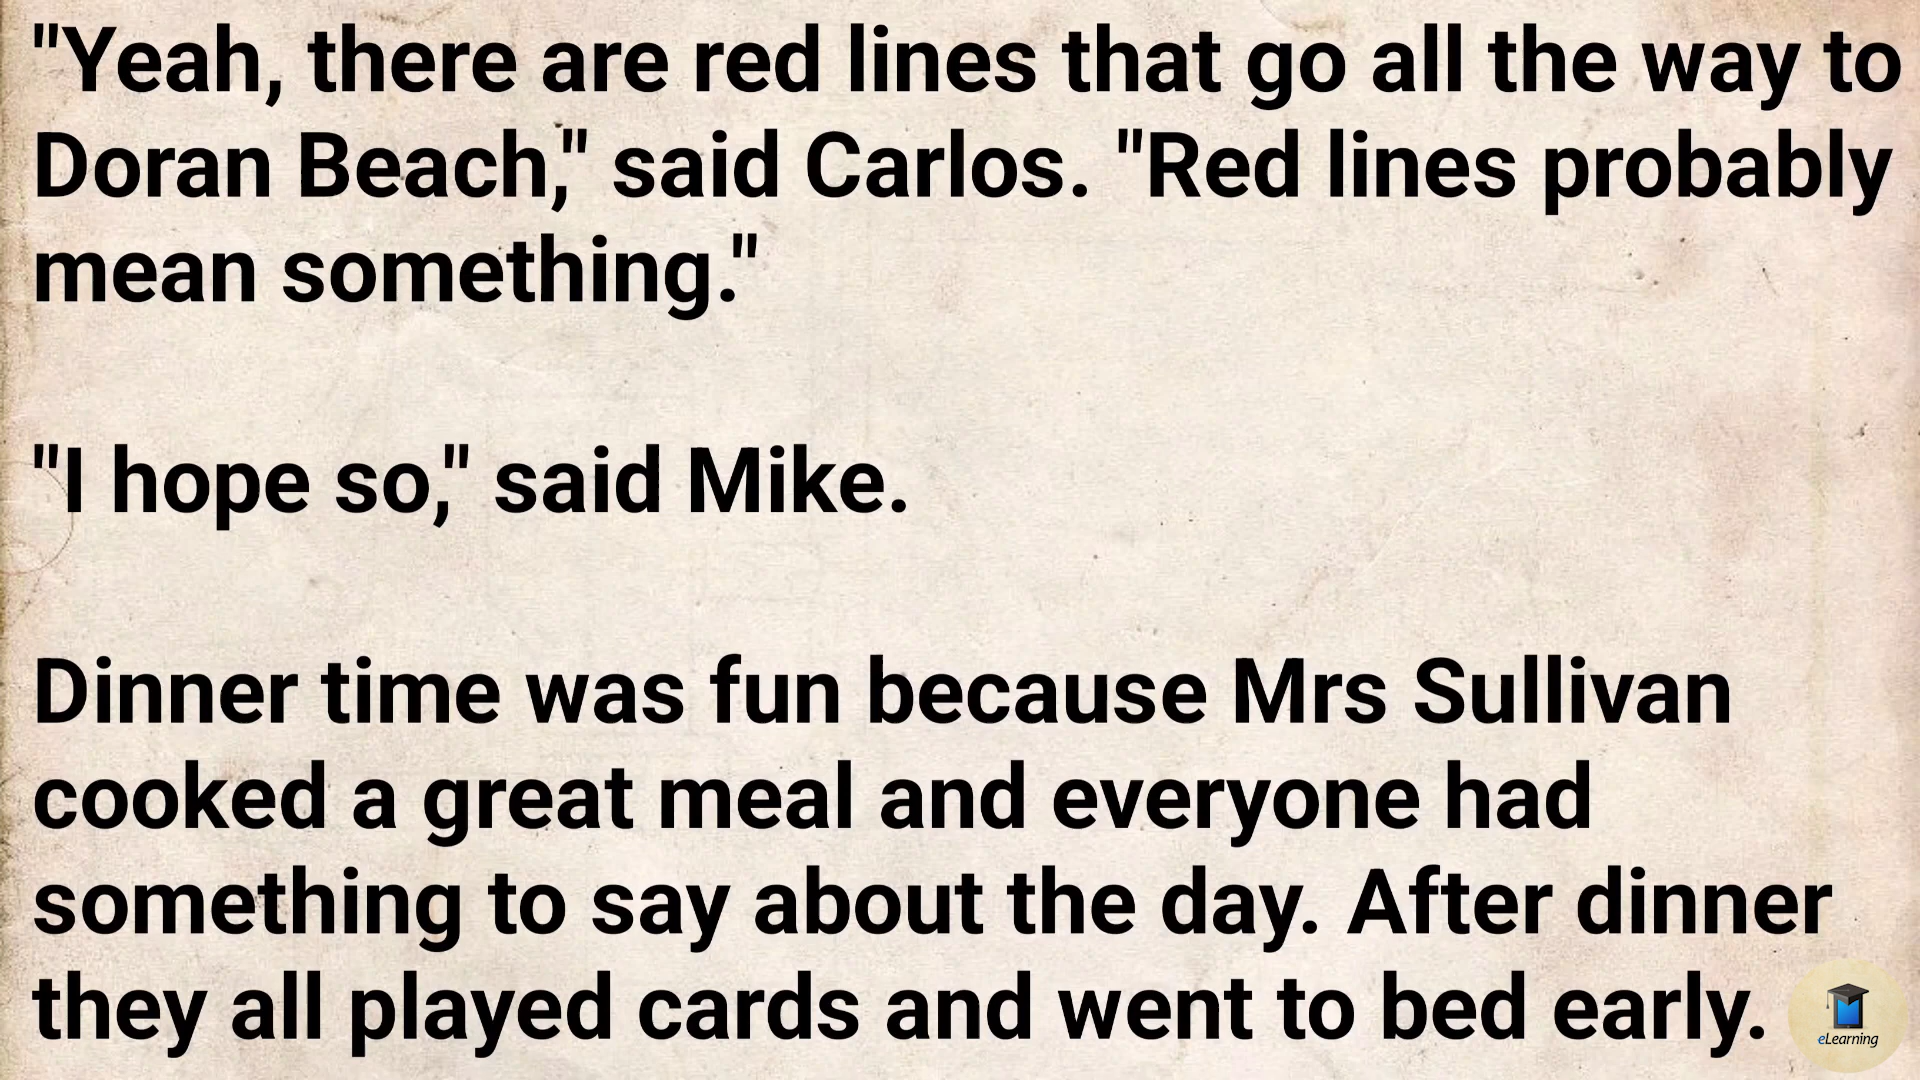 "Yeah, there are red lines that go all the way to
Doran Beach," said Carlos. "Red lines probably
mean something."
"I hope so," said Mike.
Dinner time was fun because Mrs Sullivan
cooked a great meal and everyone had
something to say about the day. After dinner
they all played cards and went to bed early.
eLearning